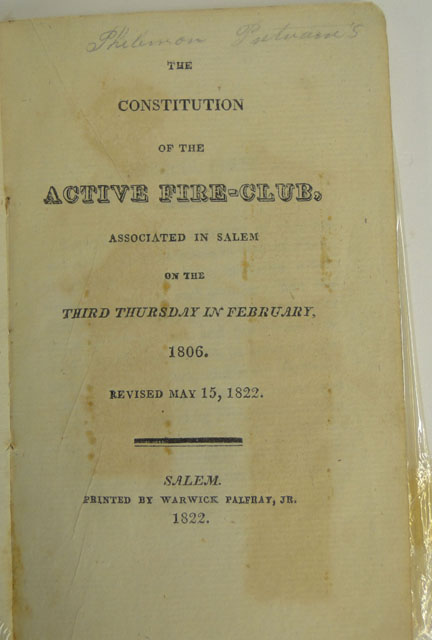 Philemon Putnam's
THE
CONSTITUTION
OF THE
ACTIVE FIRE-CLUB,
ASSOCIATED IN SALEM
ON THE
THIRD THURSDAY IN FEBRUARY,
1806.
REVISED MAY 15, 1822.
SALEM.
PRINTED BY WARWICK PALFRAY, JR.
1822.